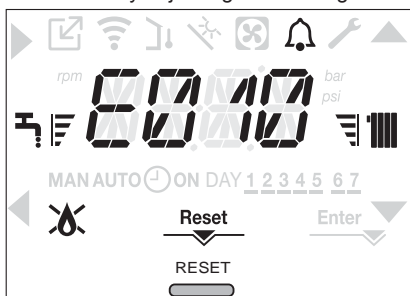 rpm
bar
psi
E010
MAN AUTO ON DAY 1 2 3 4 5 6 7
Reset
Enter
RESET